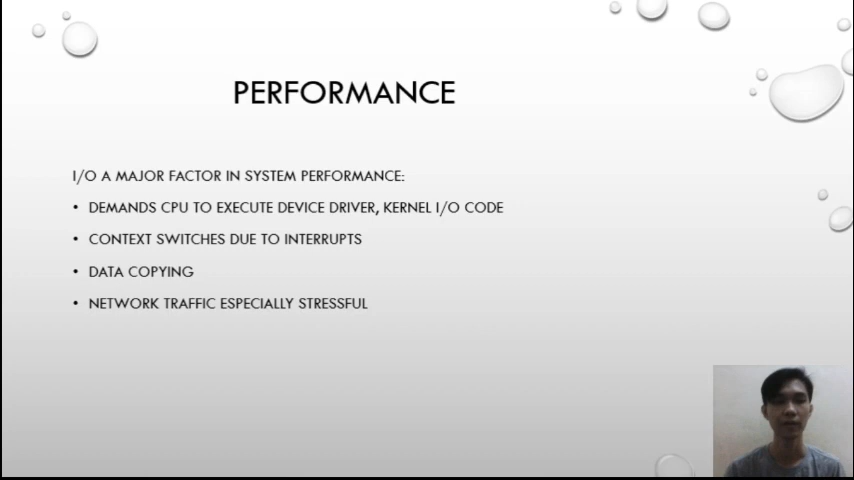 PERFORMANCE
I/O A MAJOR FACTOR IN SYSTEM PERFORMANCE:
• DEMANDS CPU TO EXECUTE DEVICE DRIVER, KERNEL I/O CODE
• CONTEXT SWITCHES DUE TO INTERRUPTS
• DATA COPYING
• NETWORK TRAFFIC ESPECIALLY STRESSFUL